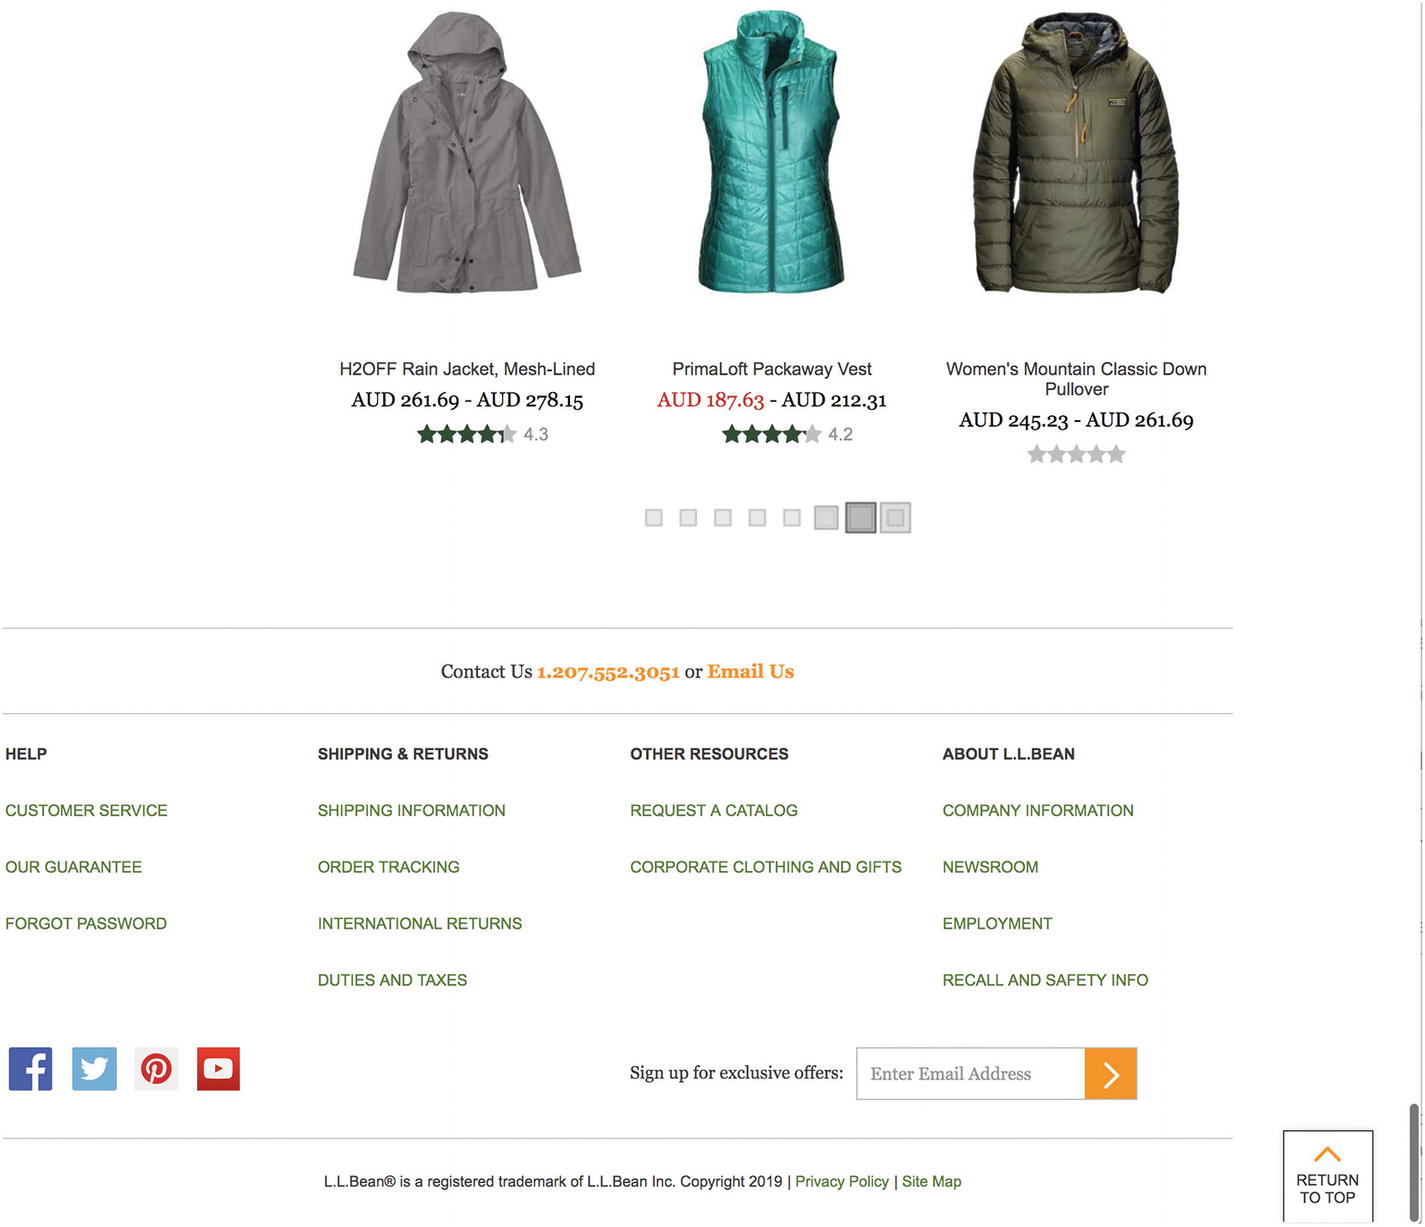 H2OFF Rain Jacket, Mesh-Lined
AUD 261.69 - AUD 278.15
4.3
PrimaLoft Packaway Vest
AUD 187.63 - AUD 212.31
4.2
Women's Mountain Classic Down
Pullover
AUD 245.23 - AUD 261.69
Contact Us 1.207.552.3051 or Email Us
HELP
CUSTOMER SERVICE
OUR GUARANTEE
FORGOT PASSWORD
SHIPPING & RETURNS
SHIPPING INFORMATION
ORDER TRACKING
INTERNATIONAL RETURNS
DUTIES AND TAXES
OTHER RESOURCES
REQUEST A CATALOG
CORPORATE CLOTHING AND GIFTS
ABOUT L.L.BEAN
COMPANY INFORMATION
NEWSROOM
EMPLOYMENT
RECALL AND SAFETY INFO
Sign up for exclusive offers:
Enter Email Address
L.L.Bean® is a registered trademark of L.L.Bean Inc. Copyright 2019 | Privacy Policy | Site Map
RETURN
TO TOP